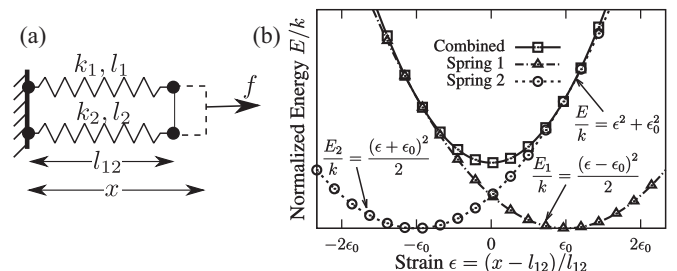 (a)
k₁, l₁
k₂, l₂
f
l₁₂
x
(b)
Normalized Energy E/k
Combined
Spring 1
Spring 2
E/k = ϵ² + ϵ₀²
E₂/k = (ϵ + ϵ₀)²/2
E₁/k = (ϵ − ϵ₀)²/2
−2ϵ₀ −ϵ₀ 0 ϵ₀ 2ϵ₀
Strain ϵ = (x − l₁₂)/l₁₂